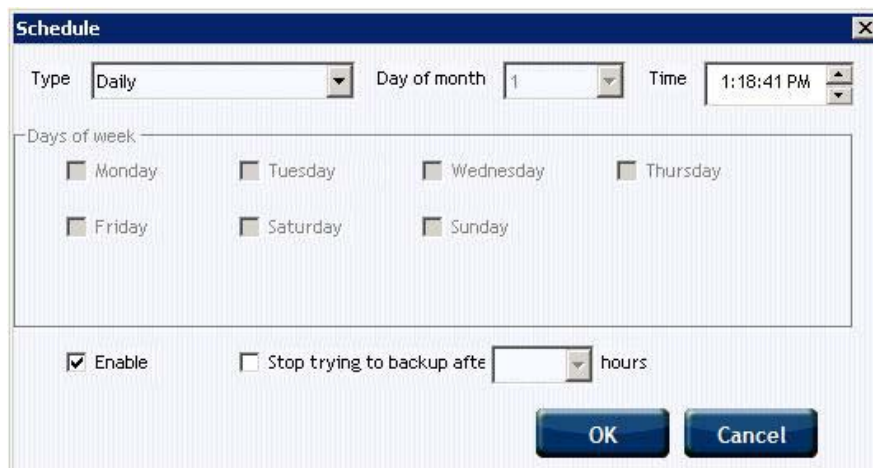 Schedule
Type Daily Day of month 1 Time 1:18:41 PM
Days of week
Monday Tuesday Wednesday Thursday
Friday Saturday Sunday
Enable Stop trying to backup afte hours
OK Cancel